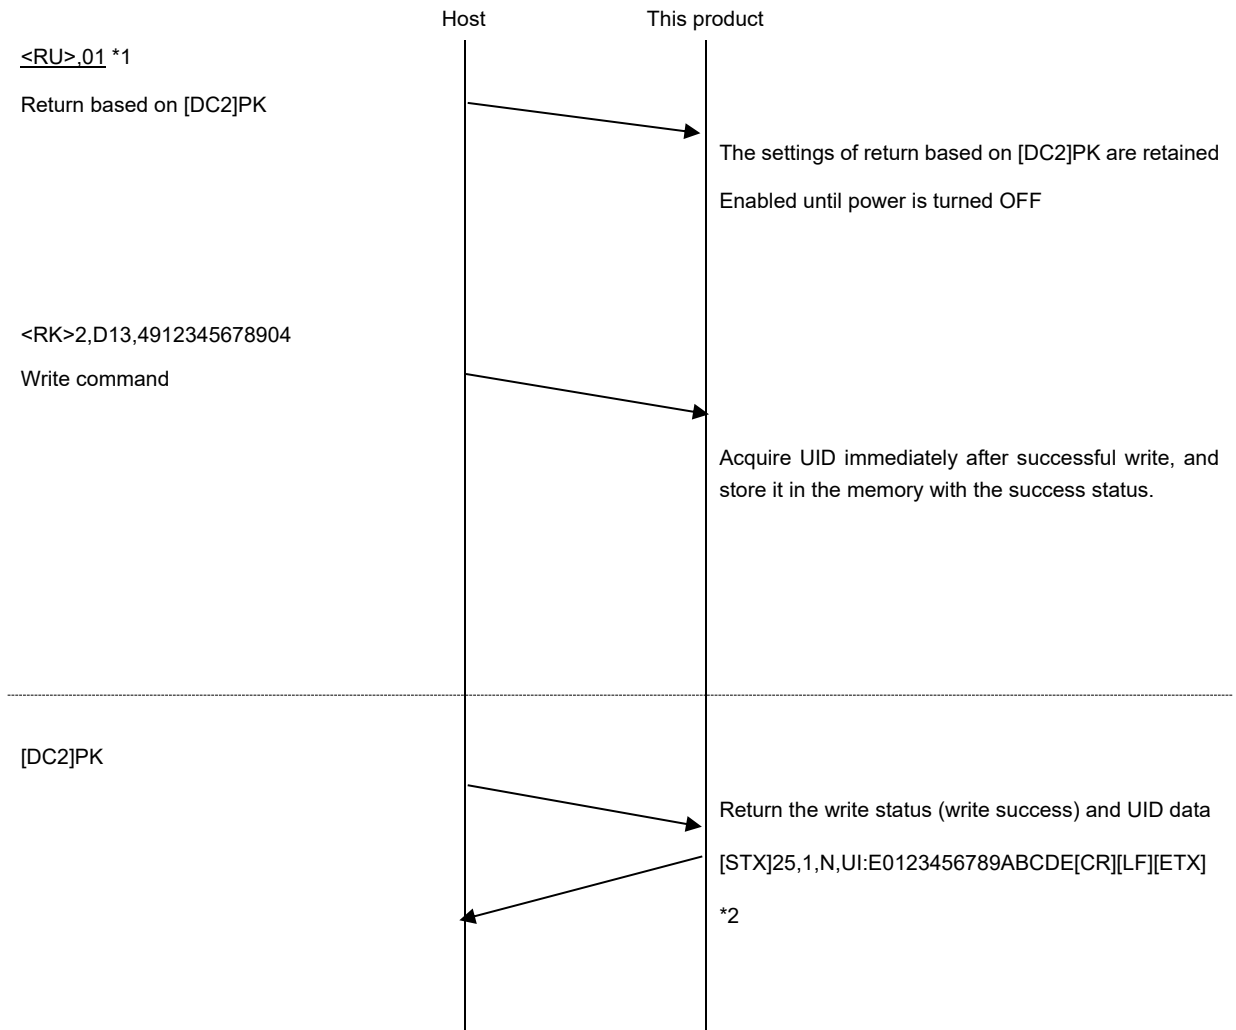 Host
This product
<RU>,01 *1
Return based on [DC2]PK
The settings of return based on [DC2]PK are retained
Enabled until power is turned OFF
<RK>2,D13,4912345678904
Write command
Acquire UID immediately after successful write, and
store it in the memory with the success status.
[DC2]PK
Return the write status (write success) and UID data
[STX]25,1,N,UI:E0123456789ABCDE[CR][LF][ETX]
*2